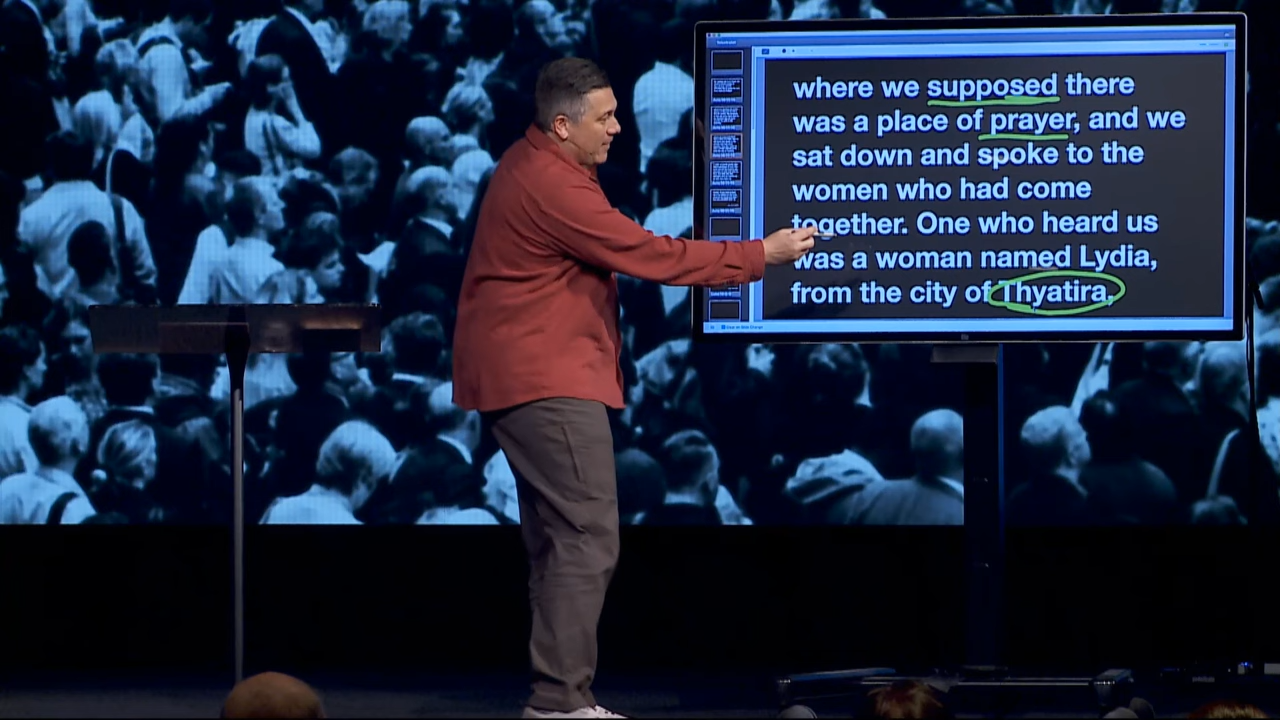 where we supposed there
was a place of prayer, and we
sat down and spoke to the
women who had come
together. One who heard us
was a woman named Lydia,
from the city of Thyatira,